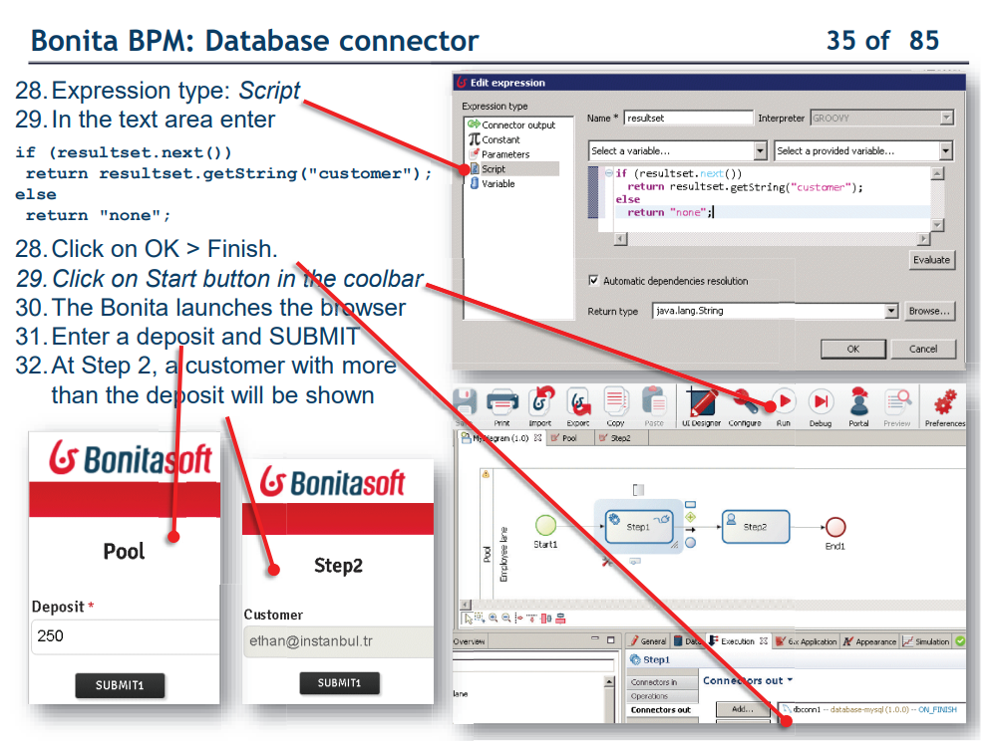 Bonita BPM: Database connector
35 of 85
28. Expression type: Script
29. In the text area enter
if (resultset.next())
return resultset.getString("customer");
else
return "none";
28. Click on OK > Finish.
29. Click on Start button in the coolbar
30. The Bonita launches the browser
31. Enter a deposit and SUBMIT
32. At Step 2, a customer with more
than the deposit will be shown
Bonitasoft
Pool
Deposit *
250
SUBMIT1
Bonitasoft
Step2
Customer
ethan@instanbul.tr
SUBMIT1
Edit expression
Expression type
Connector output
Constant
Parameters
Script
Variable
Name * resultset Interpreter GROOVY
Select a variable... Select a provided variable...
if (resultset.next())
return resultset.getString("customer");
else
return "none";
Evaluate
Automatic dependencies resolution
Return type java.lang.String Browse...
OK Cancel
Print Import Export Copy Paste UI Designer Configure Run Debug Portal Preview Preferences
MyDiagram (1.0) Pool Step2
Pool
Employee lane
Start1
Step1
Step2
End1
Overview
General Data Execution 6.x Application Appearance Simulation
Step1
lane
Connectors in
Operations
Connectors out
Connectors out
Add...
dbconn1 -- database-mysql (1.0.0) -- ON_FINISH